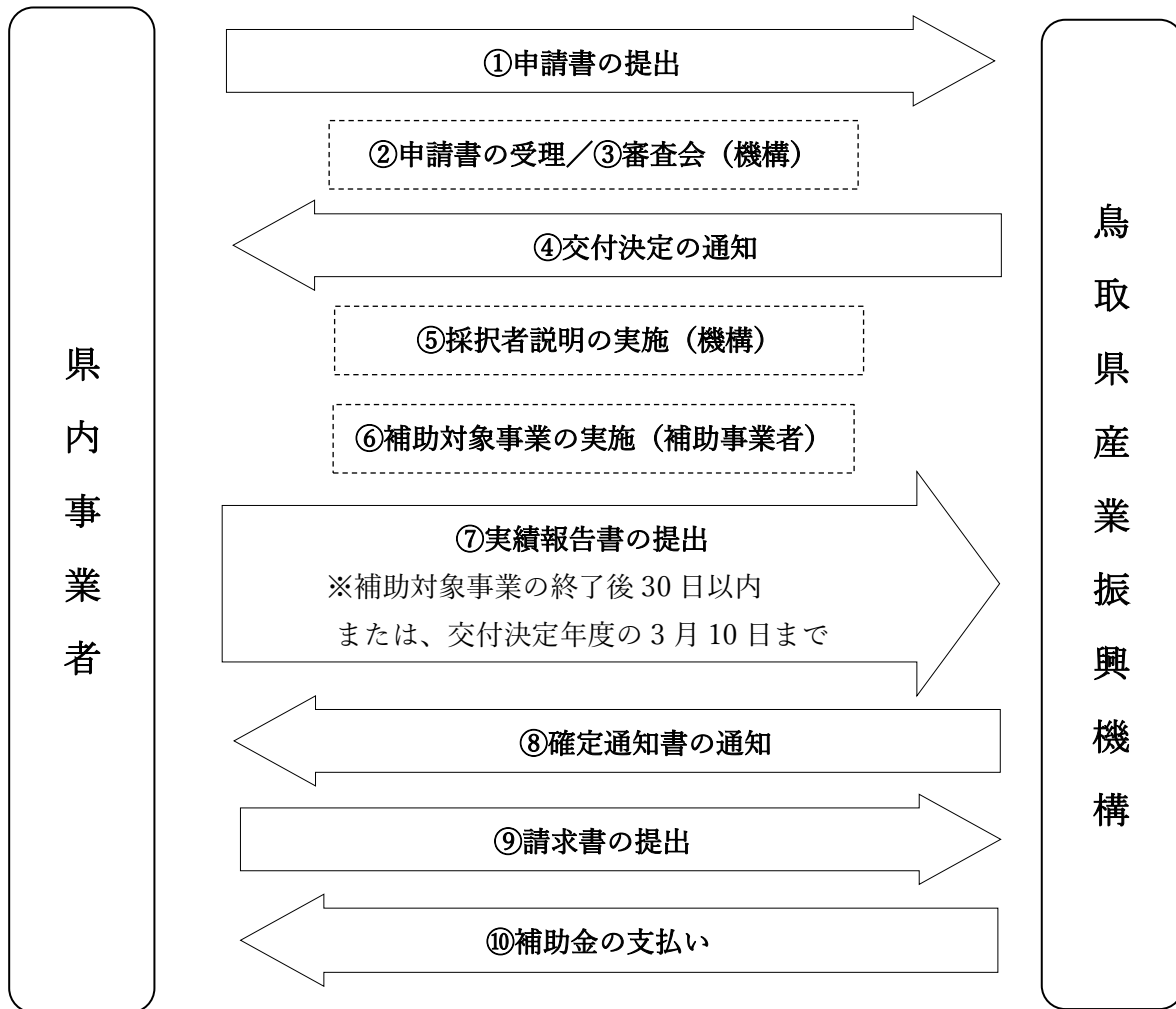 県内事業者
①申請書の提出
②申請書の受理／③審査会（機構）
④交付決定の通知
⑤採択者説明の実施（機構）
⑥補助対象事業の実施（補助事業者）
⑦実績報告書の提出
※補助対象事業の終了後 30 日以内
または、交付決定年度の 3 月 10 日まで
⑧確定通知書の通知
⑨請求書の提出
⑩補助金の支払い
鳥取県産業振興機構